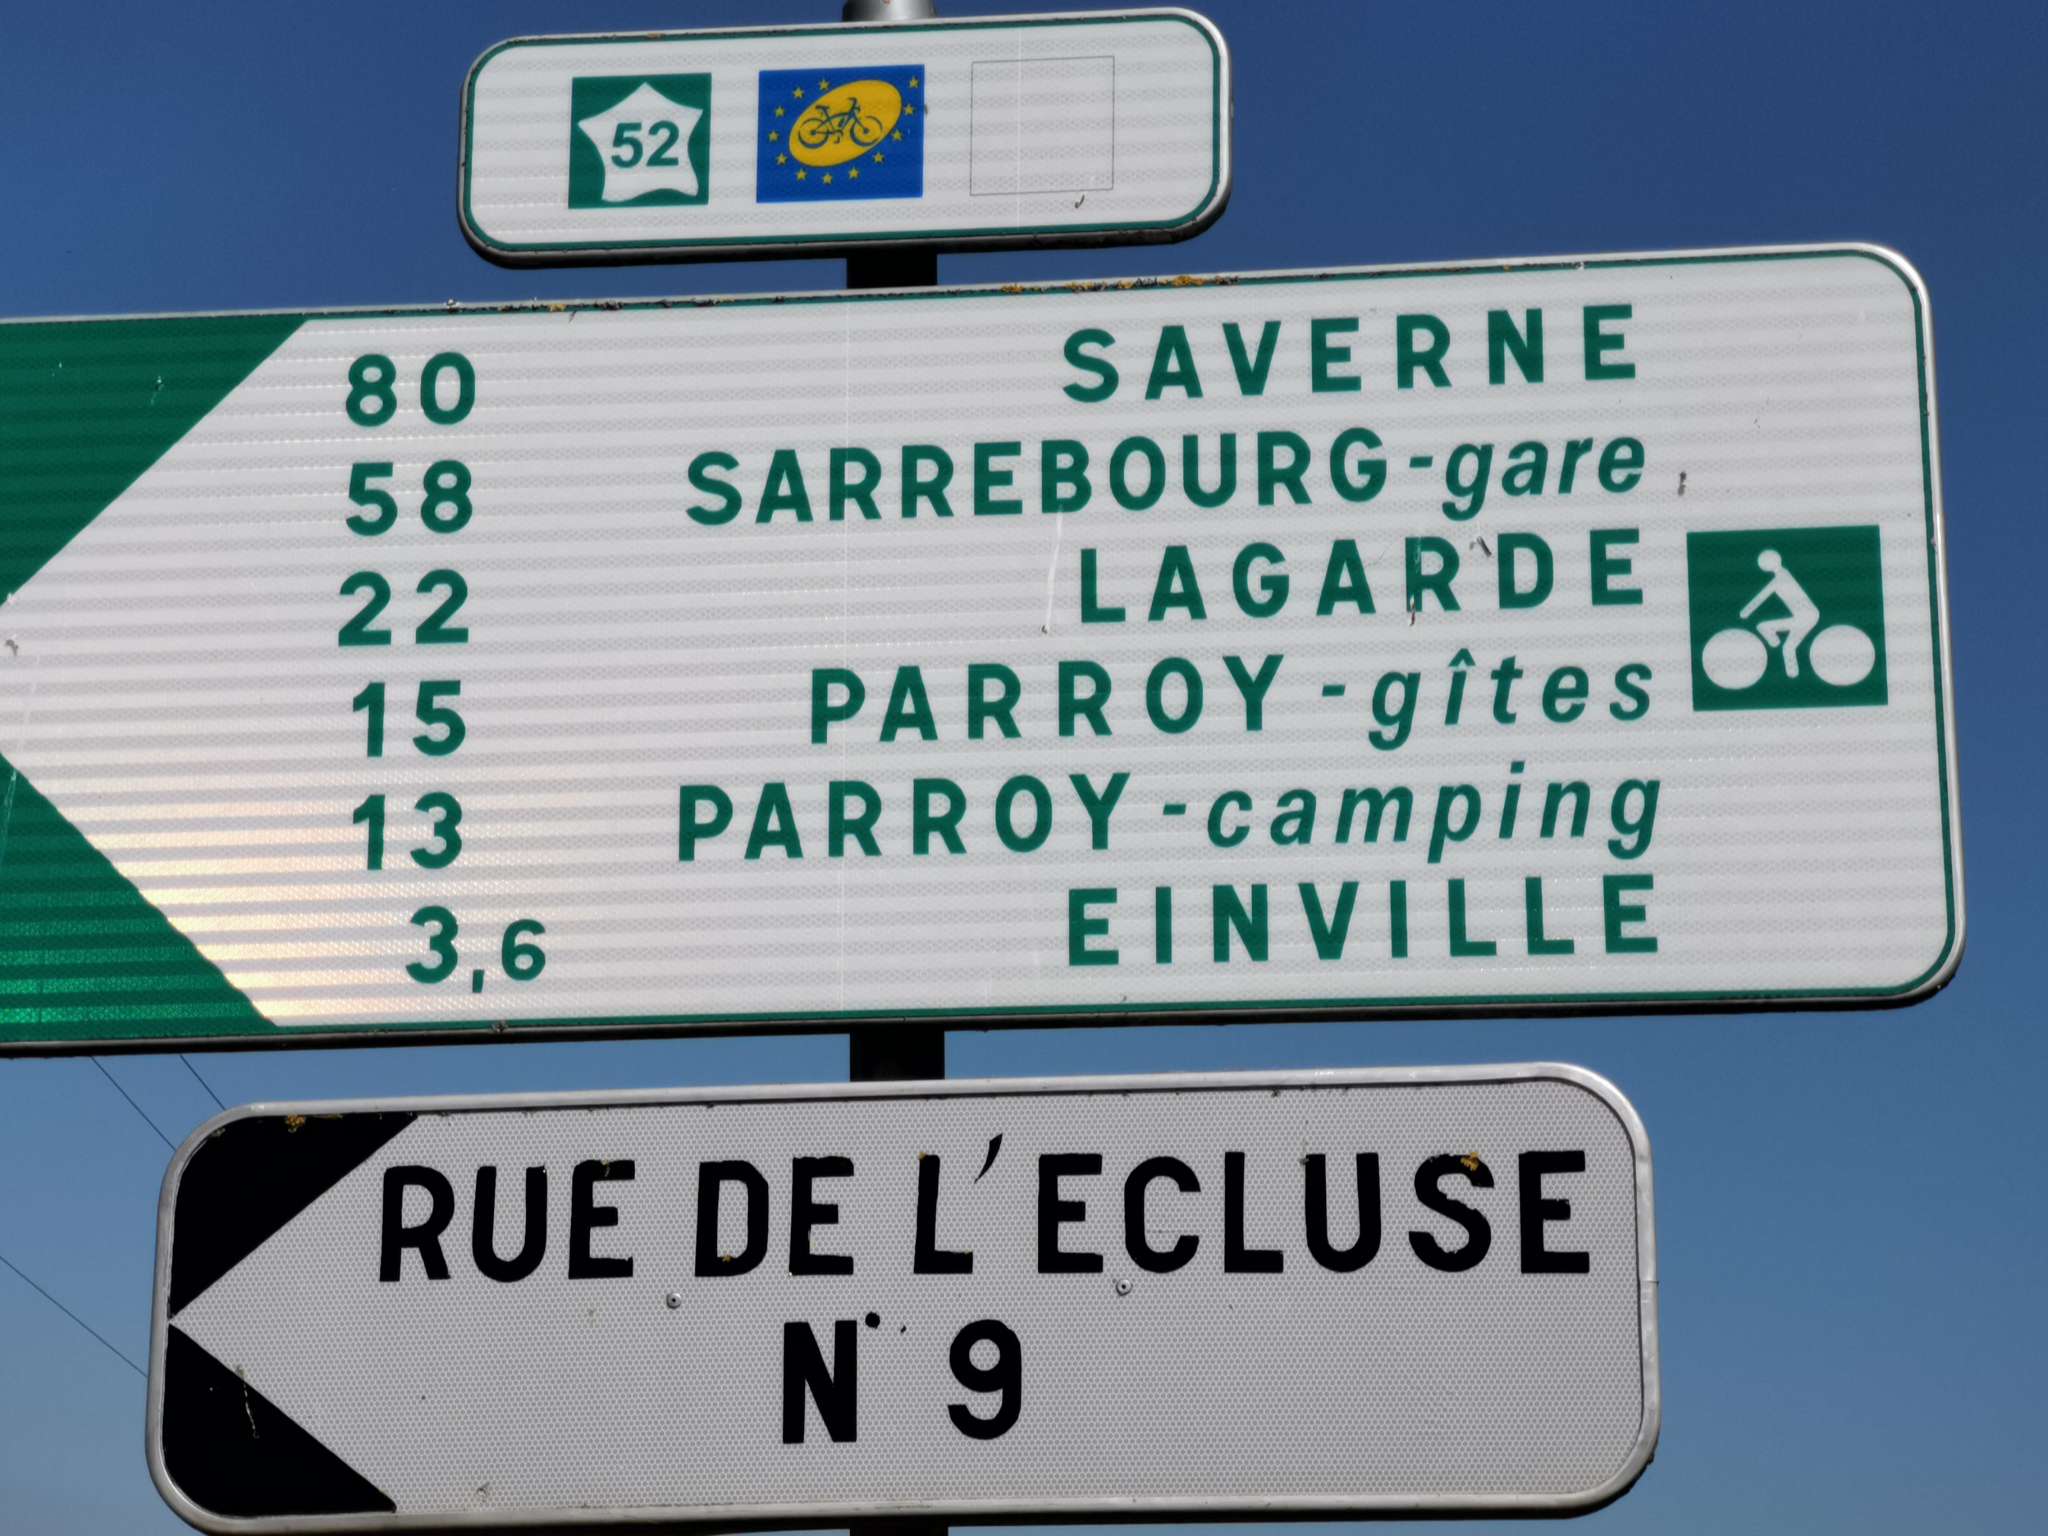 52
80 SAVERNE
58 SARREBOURG-gare
22 LAGARDE
15 PARROY-gîtes
13 PARROY-camping
3,6 EINVILLE
RUE DE L'ECLUSE
N° 9